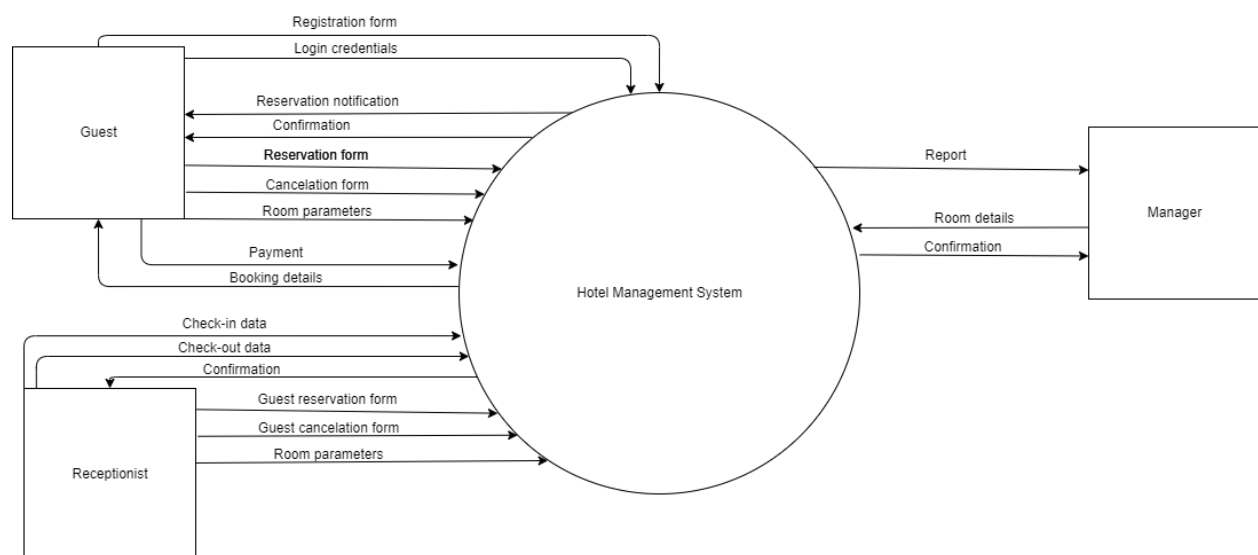 Registration form
Login credentials
Reservation notification
Guest
Confirmation
Reservation form
Cancelation form
Room parameters
Payment
Booking details
Report
Manager
Room details
Confirmation
Hotel Management System
Check-in data
Check-out data
Confirmation
Guest reservation form
Guest cancelation form
Room parameters
Receptionist